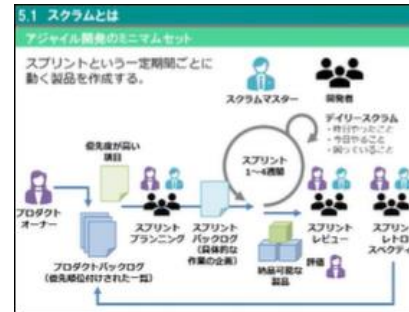 5.1 スクラムとは
アジャイル開発のミニマムセット
スプリントという一定期間ごとに
動く製品を作成する。
スクラムマスター
開発者
デイリースクラム
・昨日やったこと
・今日やること
・困っていること
優先度が高い
項目
スプリント
1~4週間
プロダクト
オーナー
スプリント
プランニング
スプリント
バックログ
(具体的な
作業の企画)
スプリント
レビュー
スプリン
レトロ
スペクティ
プロダクトバックログ
(優先順位付けされた一覧)
納品可能な
製品
評価